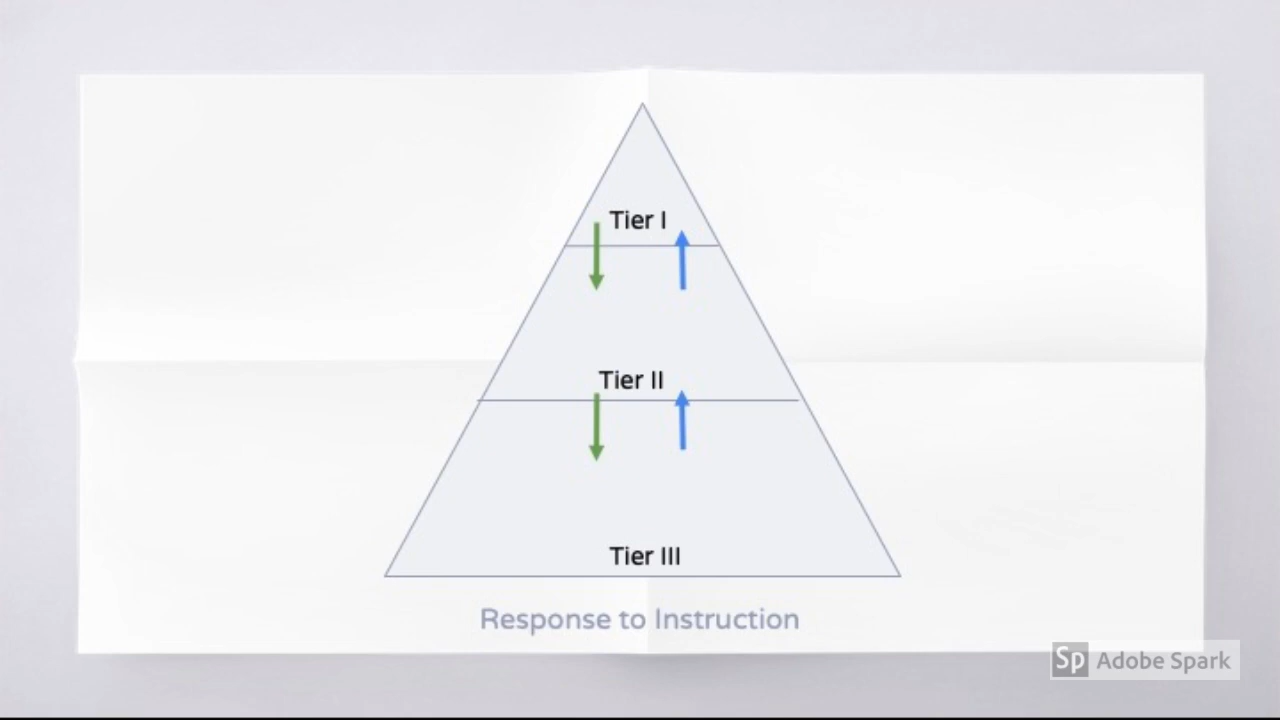 Tier I
Tier II
Tier III
Response to Instruction
Sp Adobe Spark